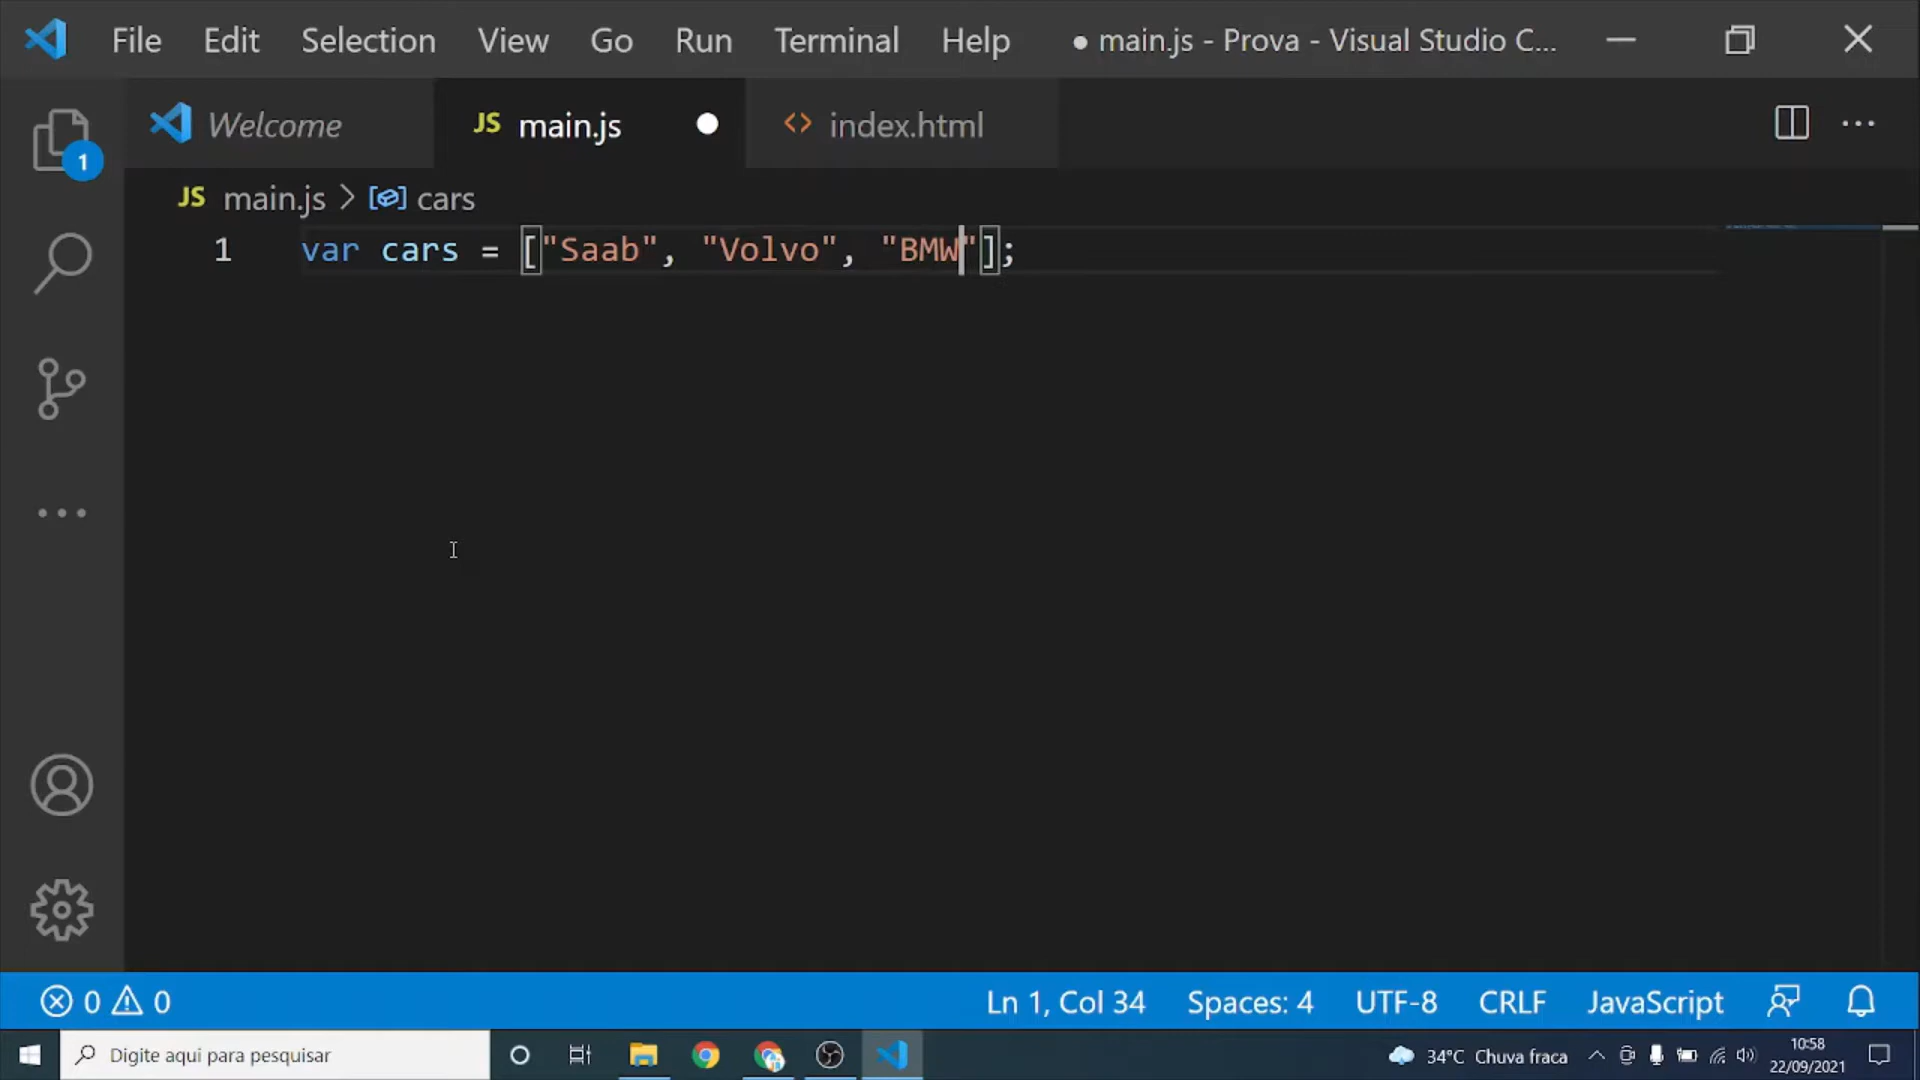 File Edit Selection View Go Run Terminal Help ● main.js - Prova - Visual Studio C...
Welcome JS main.js index.html
1
JS main.js > cars
1 var cars = ["Saab", "Volvo", "BMW"];
0 0 Ln 1, Col 34 Spaces: 4 UTF-8 CRLF JavaScript
Digite aqui para pesquisar 34°C Chuva fraca 10:58
22/09/2021